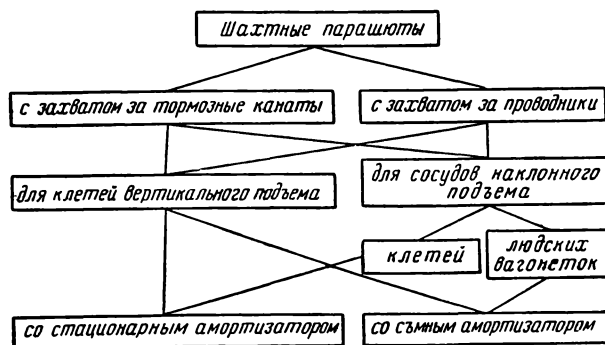 Шахтные парашюты
с захватом за тормозные канаты
с захватом за проводники
для клетей вертикального подъема
для сосудов наклонного
подъема
клетей
людских
вагонеток
со стационарным амортизатором
со съмным амортизатором